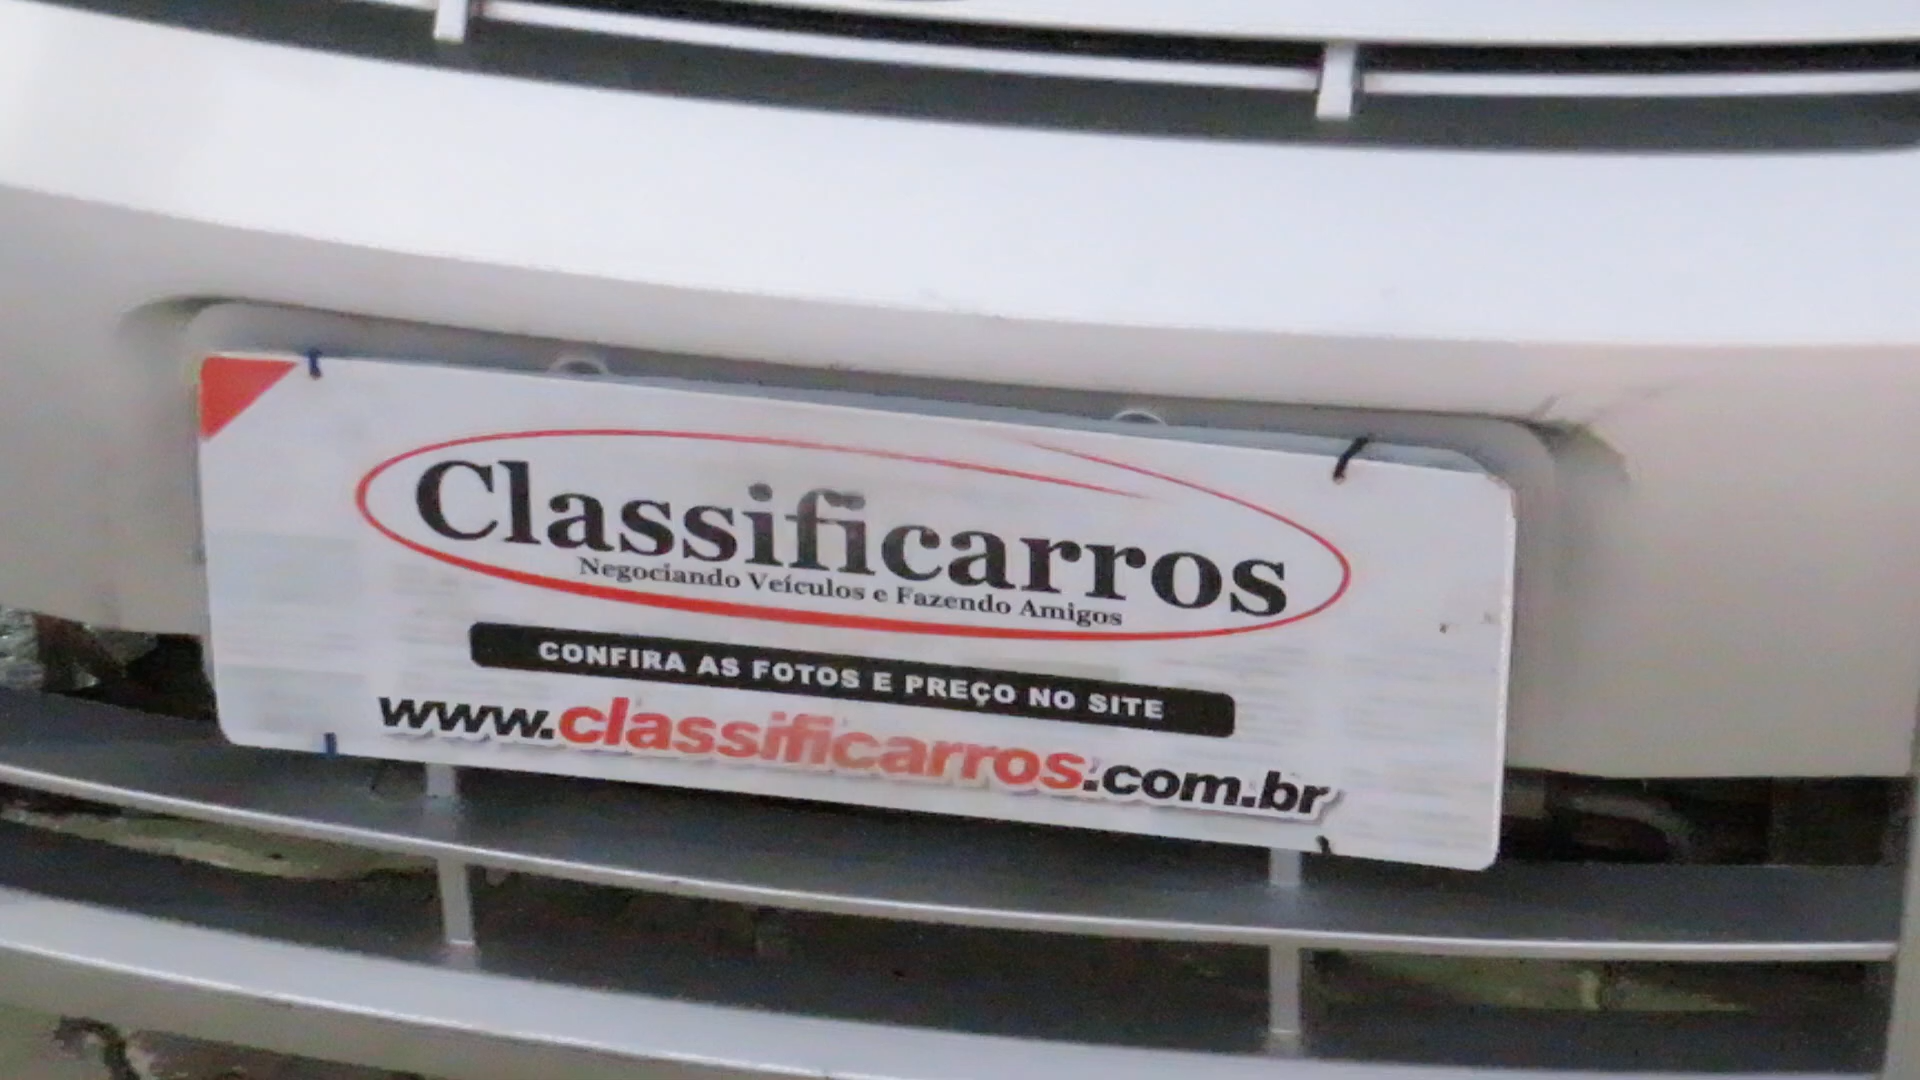 Classificarros
Negociando Veículos e Fazendo Amigos
CONFIRA AS FOTOS E PREÇO NO SITE
www.classificarros.com.br